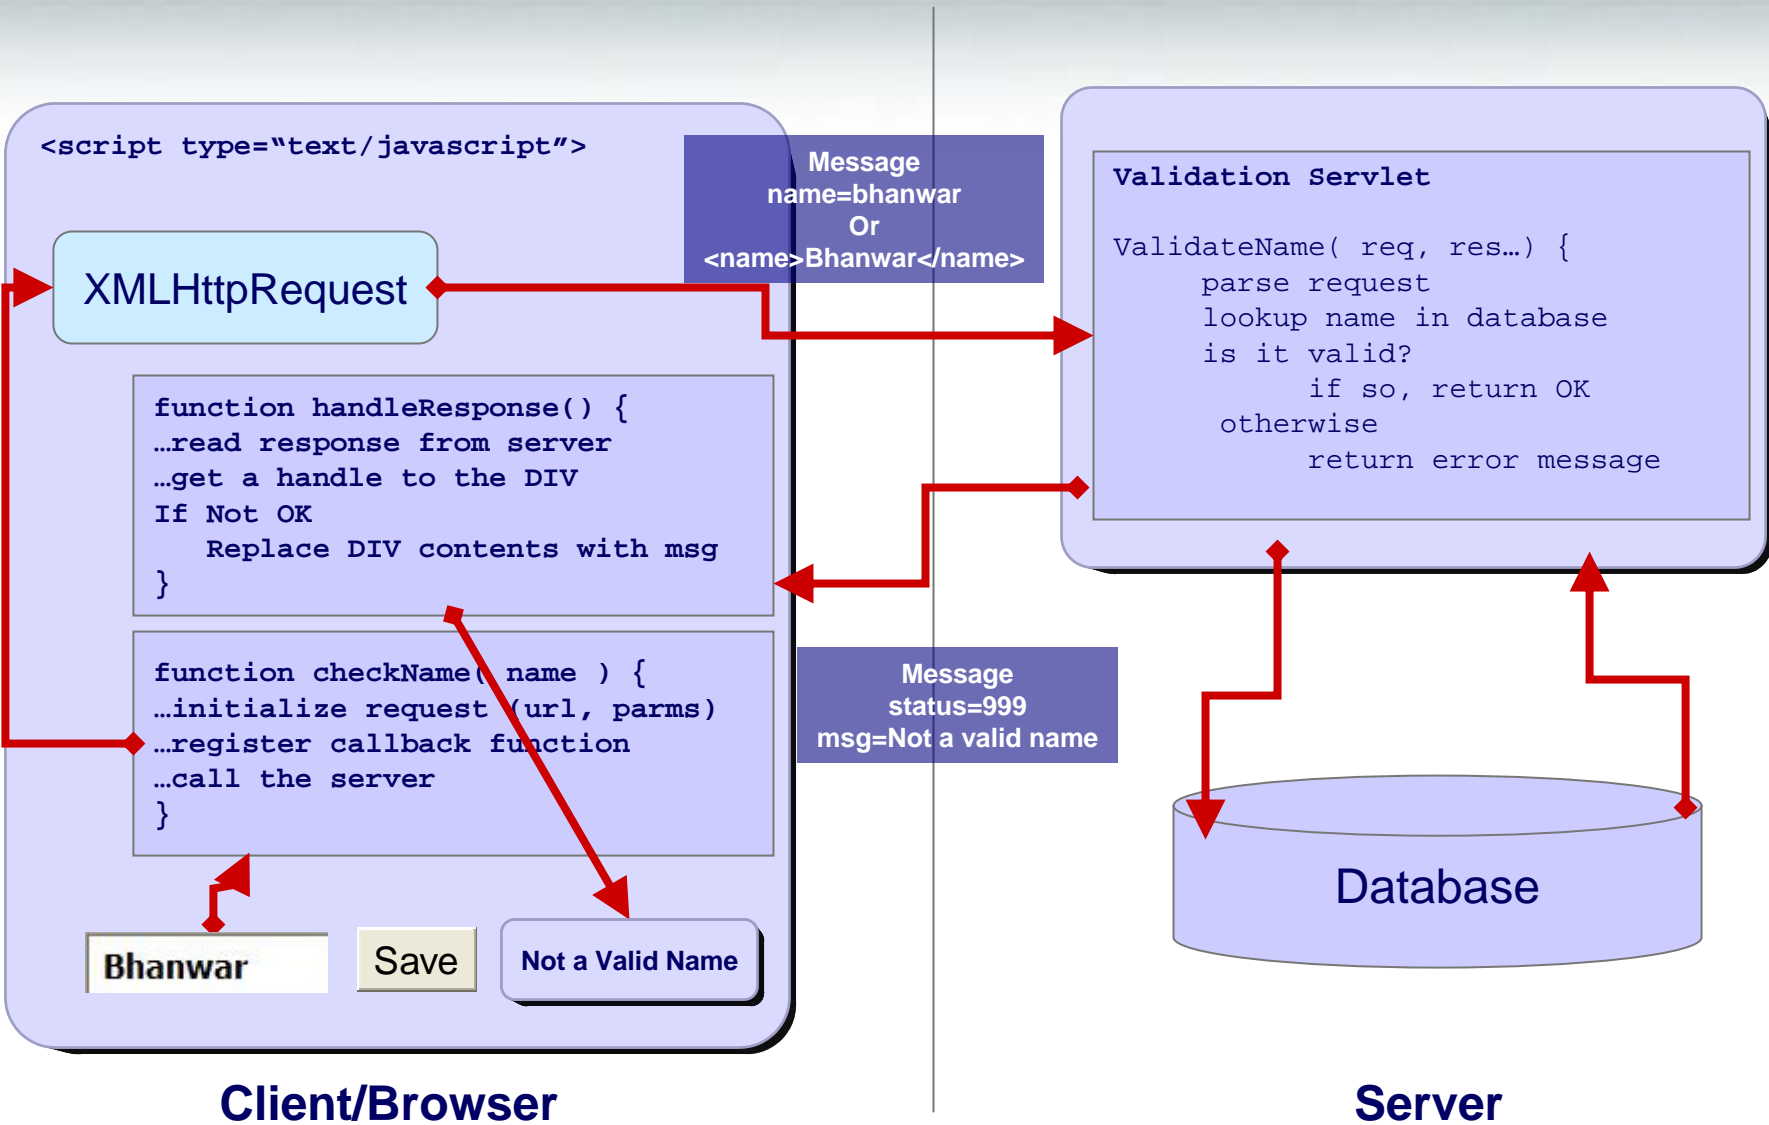 <script type=“text/javascript”>
XMLHttpRequest
function handleResponse() {
…read response from server
…get a handle to the DIV
If Not OK
Replace DIV contents with msg
}
function checkName( name ) {
…initialize request (url, parms)
…register callback function
…call the server
}
Bhanwar
Save
Not a Valid Name
Client/Browser
Message
name=bhanwar
Or
<name>Bhanwar</name>
Message
status=999
msg=Not a valid name
Validation Servlet
ValidateName( req, res…) {
parse request
lookup name in database
is it valid?
if so, return OK
otherwise
return error message
Database
Server